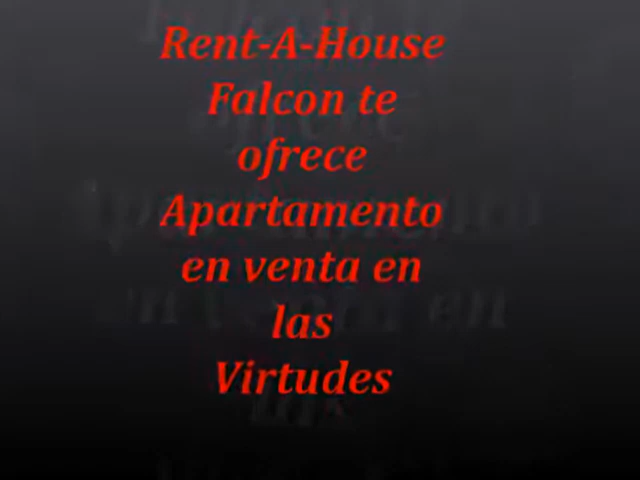 Rent-A-House
Falcon te
ofrece
Apartamento
en venta en
las
Virtudes